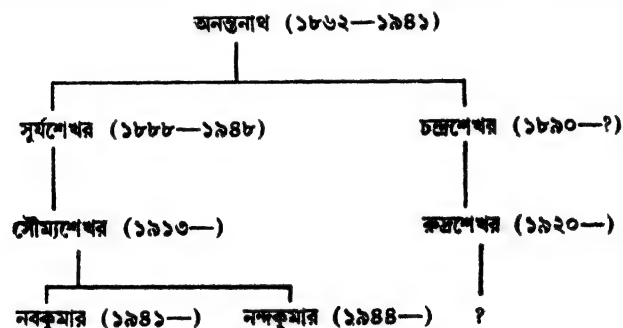 অনন্তনাথ (১৮৬২—১৯৪১)
সূর্যশেখর (১৮৮৮—১৯৪৮) চন্দ্রশেখর (১৮৯০—?)
সৌম্যশেখর (১৯১৩—) রুদ্রশেখর (১৯২০—)
নবকুমার (১৯৪১—) নন্দকুমার (১৯৪৪—) ?